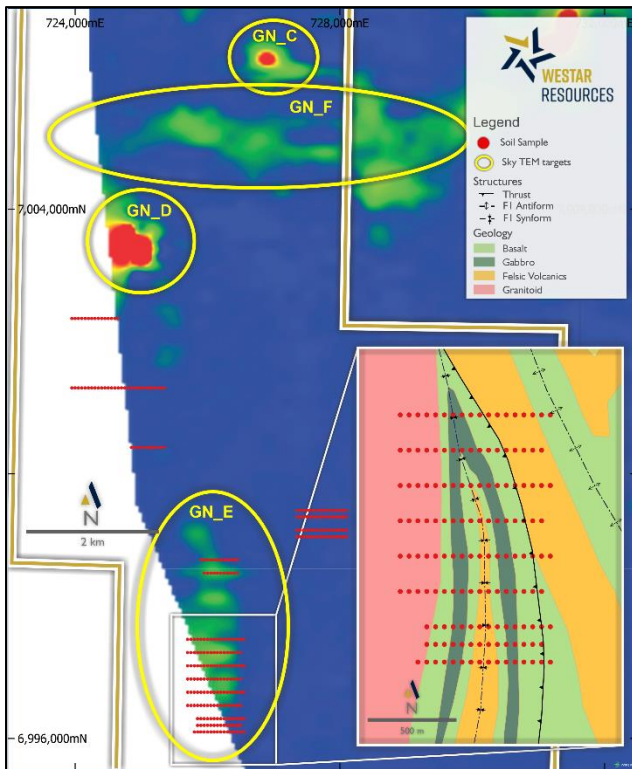 724,000mE
728,000mE
GN_C
WESTAR
RESOURCES
GN_F
Legend
Soil Sample
Sky TEM targets
Structures
Thrust
F1 Antiform
F1 Synform
Geology
Basalt
Gabbro
Felsic Volcanics
Granitoid
7,004,000mN
GN_D
GN_E
N
2 km
N
500 m
6,996,000mN